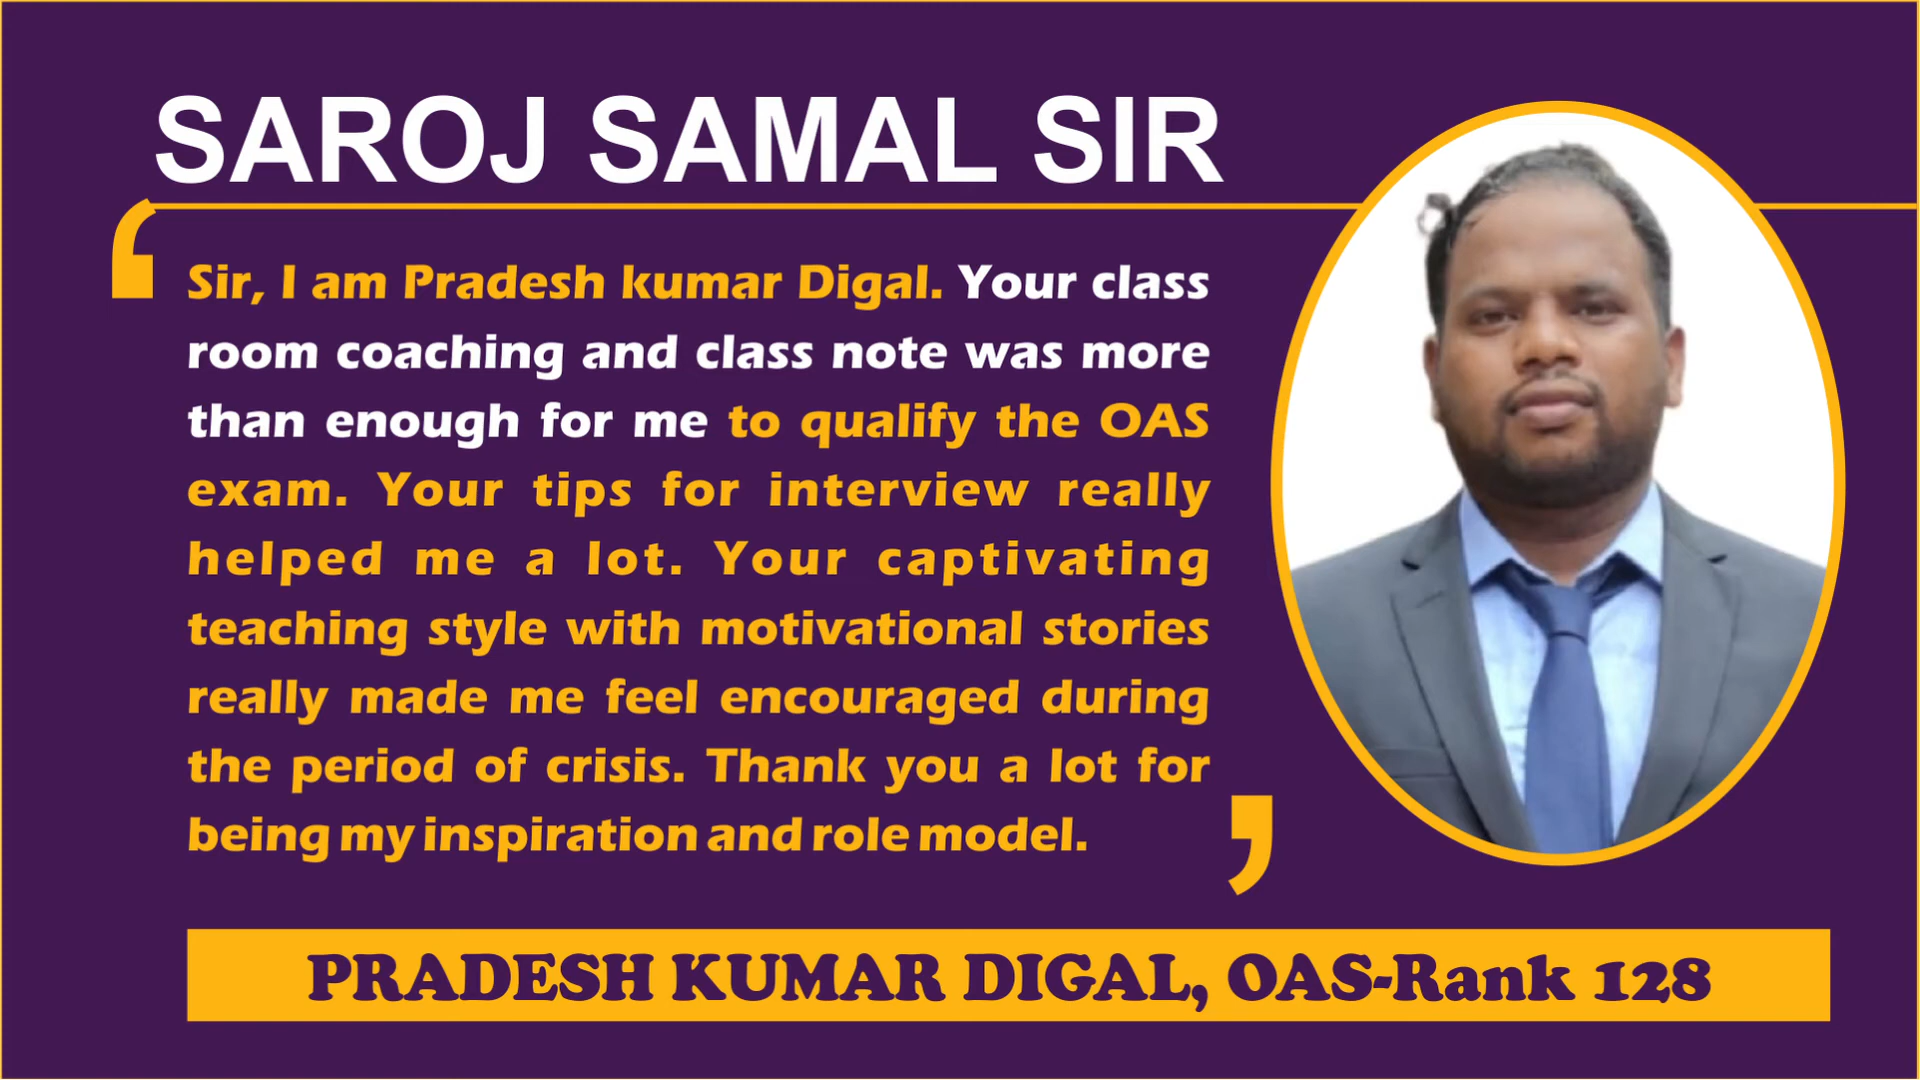 SAROJ SAMAL SIR
‘
Sir, I am Pradesh kumar Digal. Your class
room coaching and class note was more
than enough for me to qualify the OAS
exam. Your tips for interview really
helped me a lot. Your captivating
teaching style with motivational stories
really made me feel encouraged during
the period of crisis. Thank you a lot for
being my inspiration and role model.
’
PRADESH KUMAR DIGAL, OAS-Rank 128